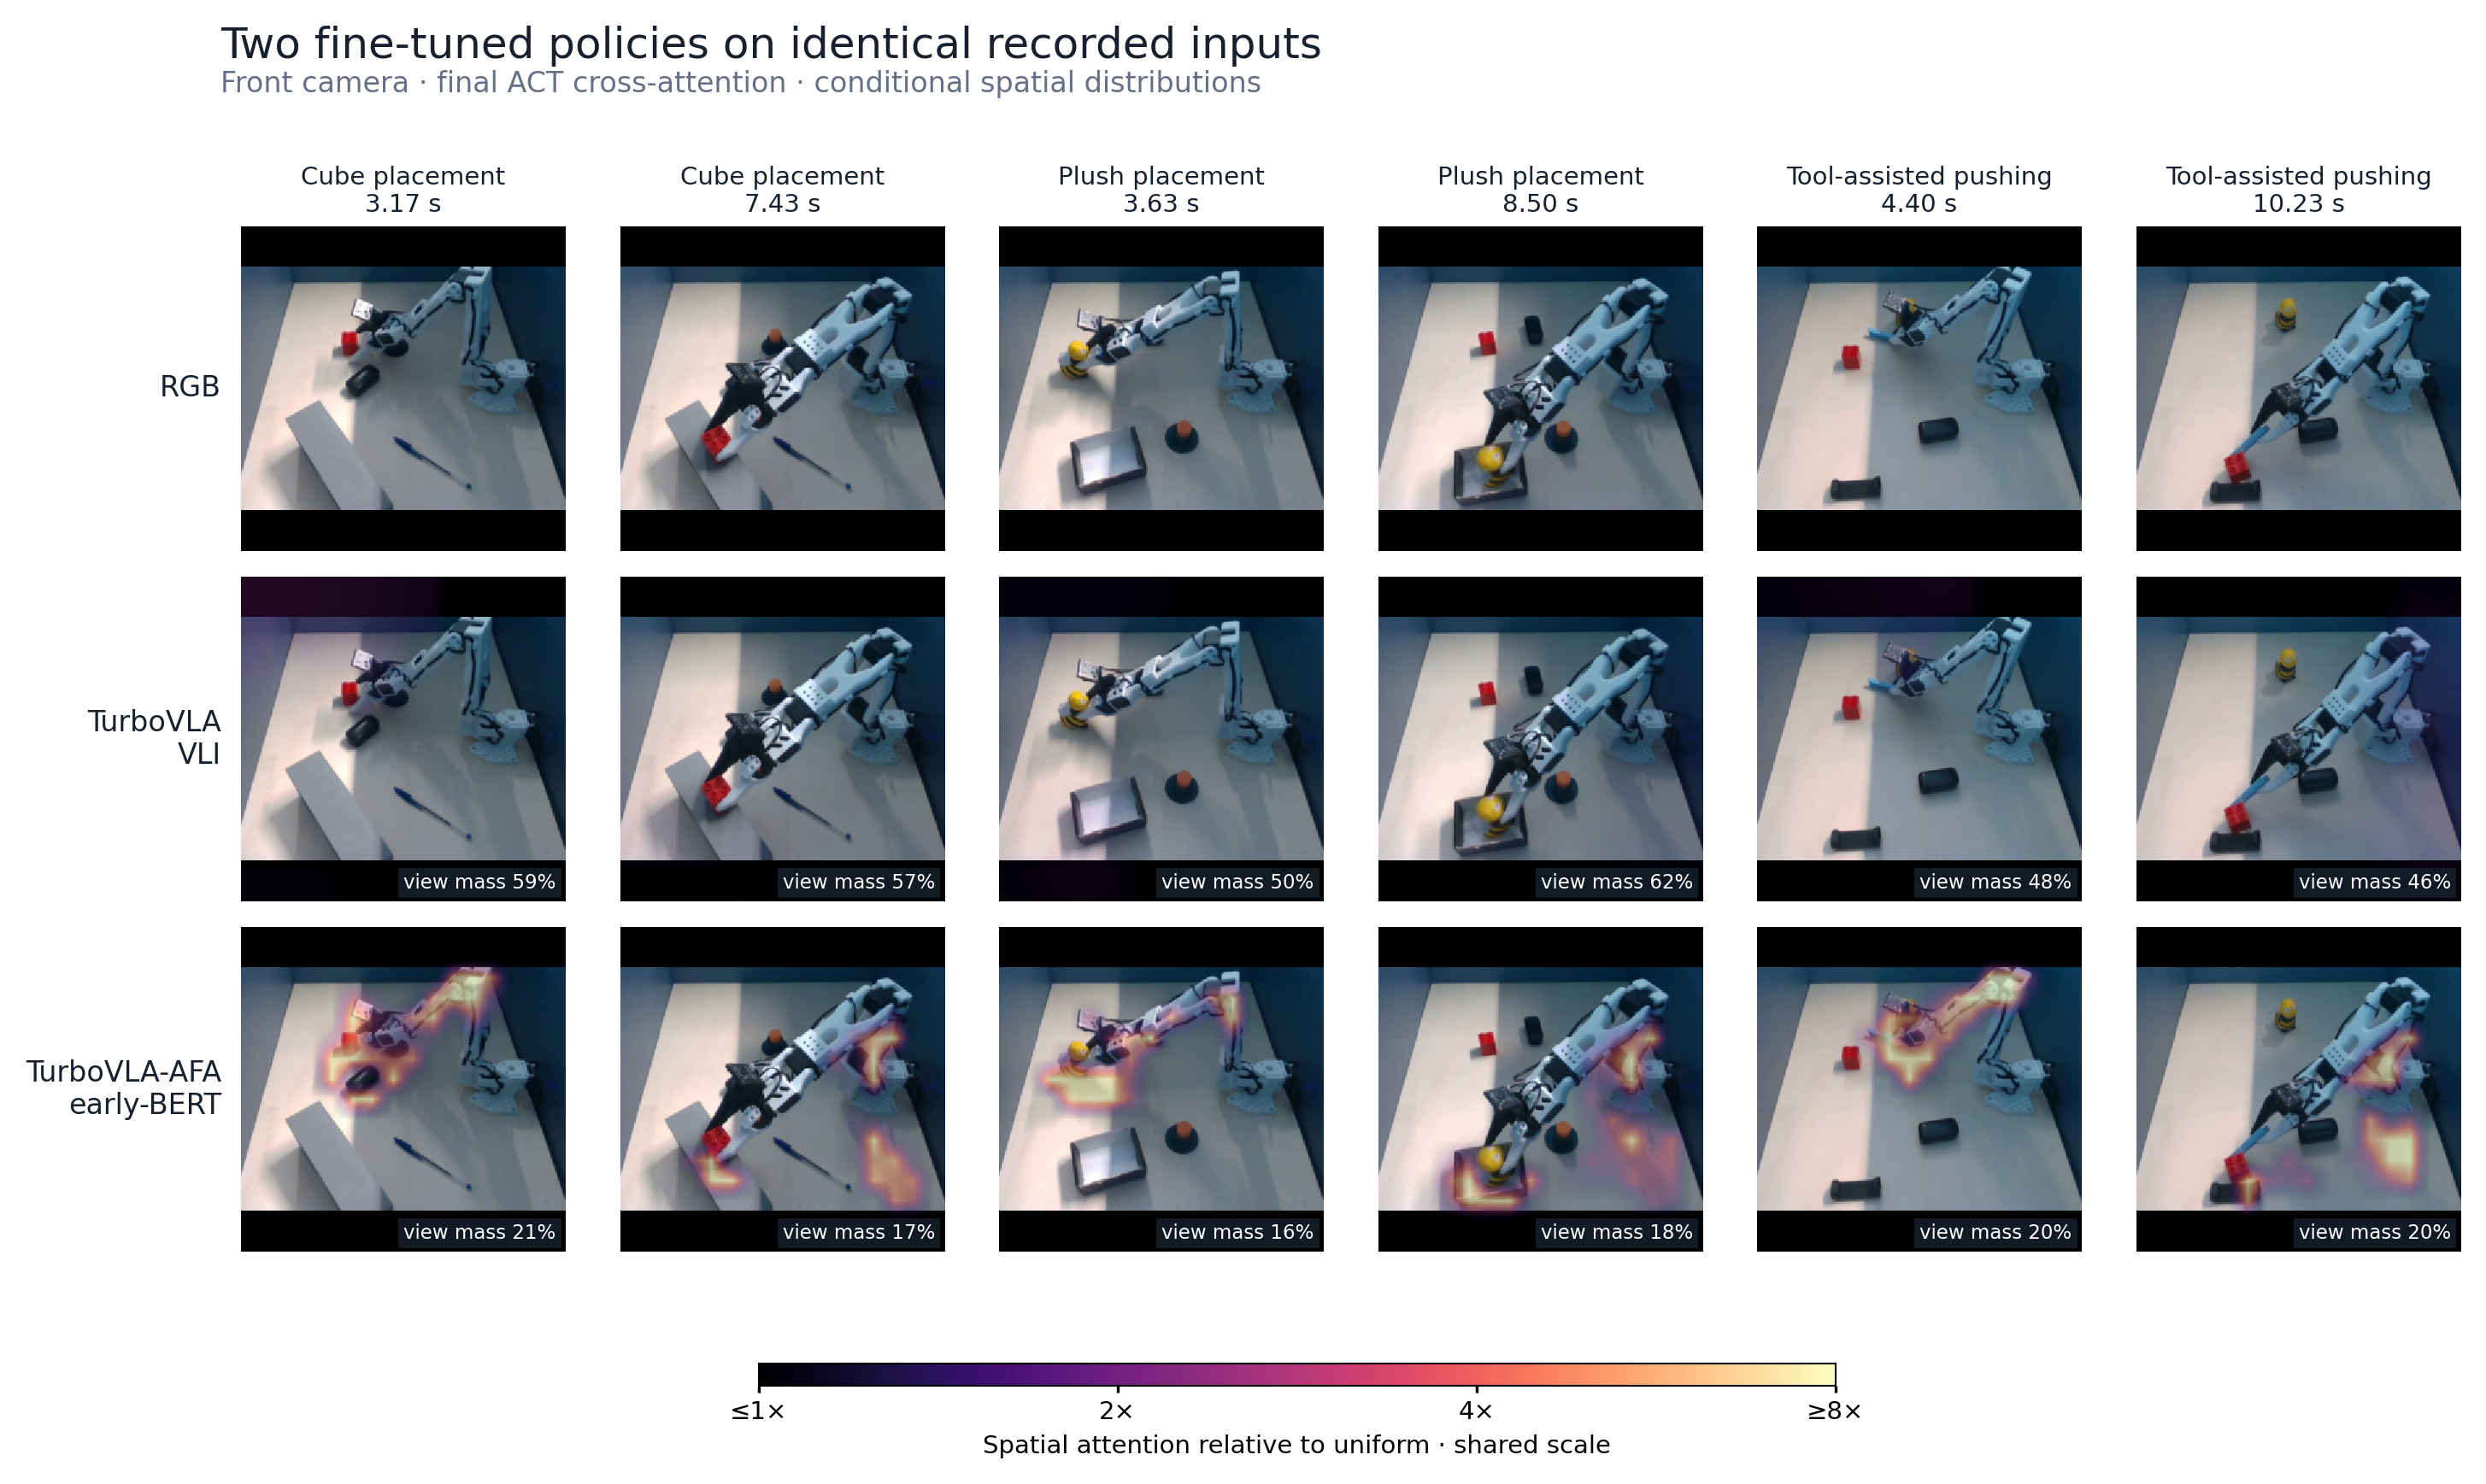 Two fine-tuned policies on identical recorded inputs
Front camera · final ACT cross-attention · conditional spatial distributions
Cube placement
3.17 s
Cube placement
7.43 s
Plush placement
3.63 s
Plush placement
8.50 s
Tool-assisted pushing
4.40 s
Tool-assisted pushing
10.23 s
RGB
TurboVLA
VLI
view mass 59%
view mass 57%
view mass 50%
view mass 62%
view mass 48%
view mass 46%
TurboVLA-AFA
early-BERT
view mass 21%
view mass 17%
view mass 16%
view mass 18%
view mass 20%
view mass 20%
≤1×
2×
4×
≥8×
Spatial attention relative to uniform · shared scale